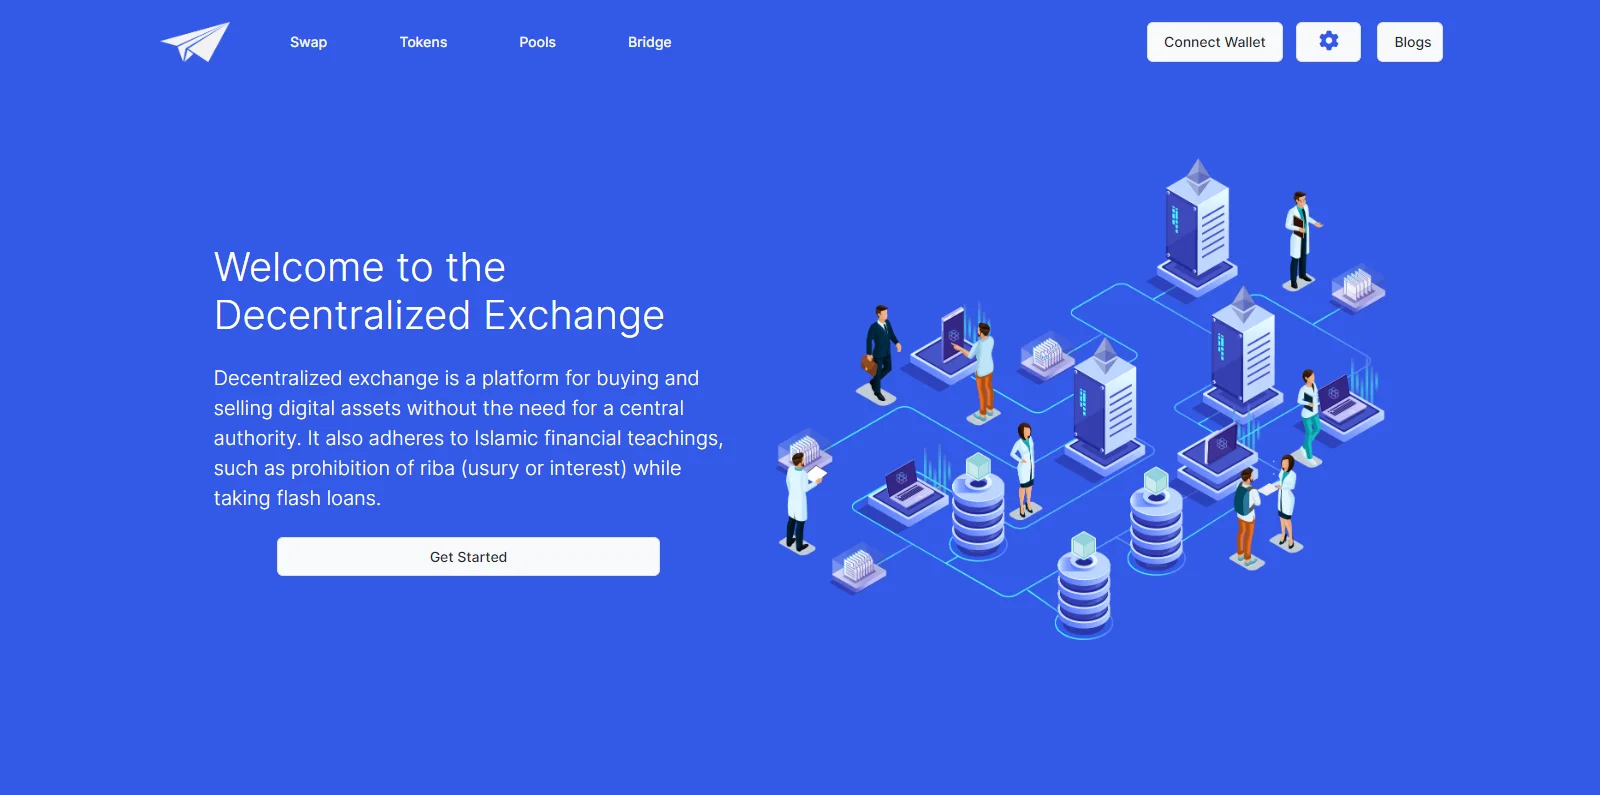 Swap
Tokens
Pools
Bridge
Connect Wallet
Blogs
Welcome to the
Decentralized Exchange
Decentralized exchange is a platform for buying and
selling digital assets without the need for a central
authority. It also adheres to Islamic financial teachings,
such as prohibition of riba (usury or interest) while
taking flash loans.
Get Started